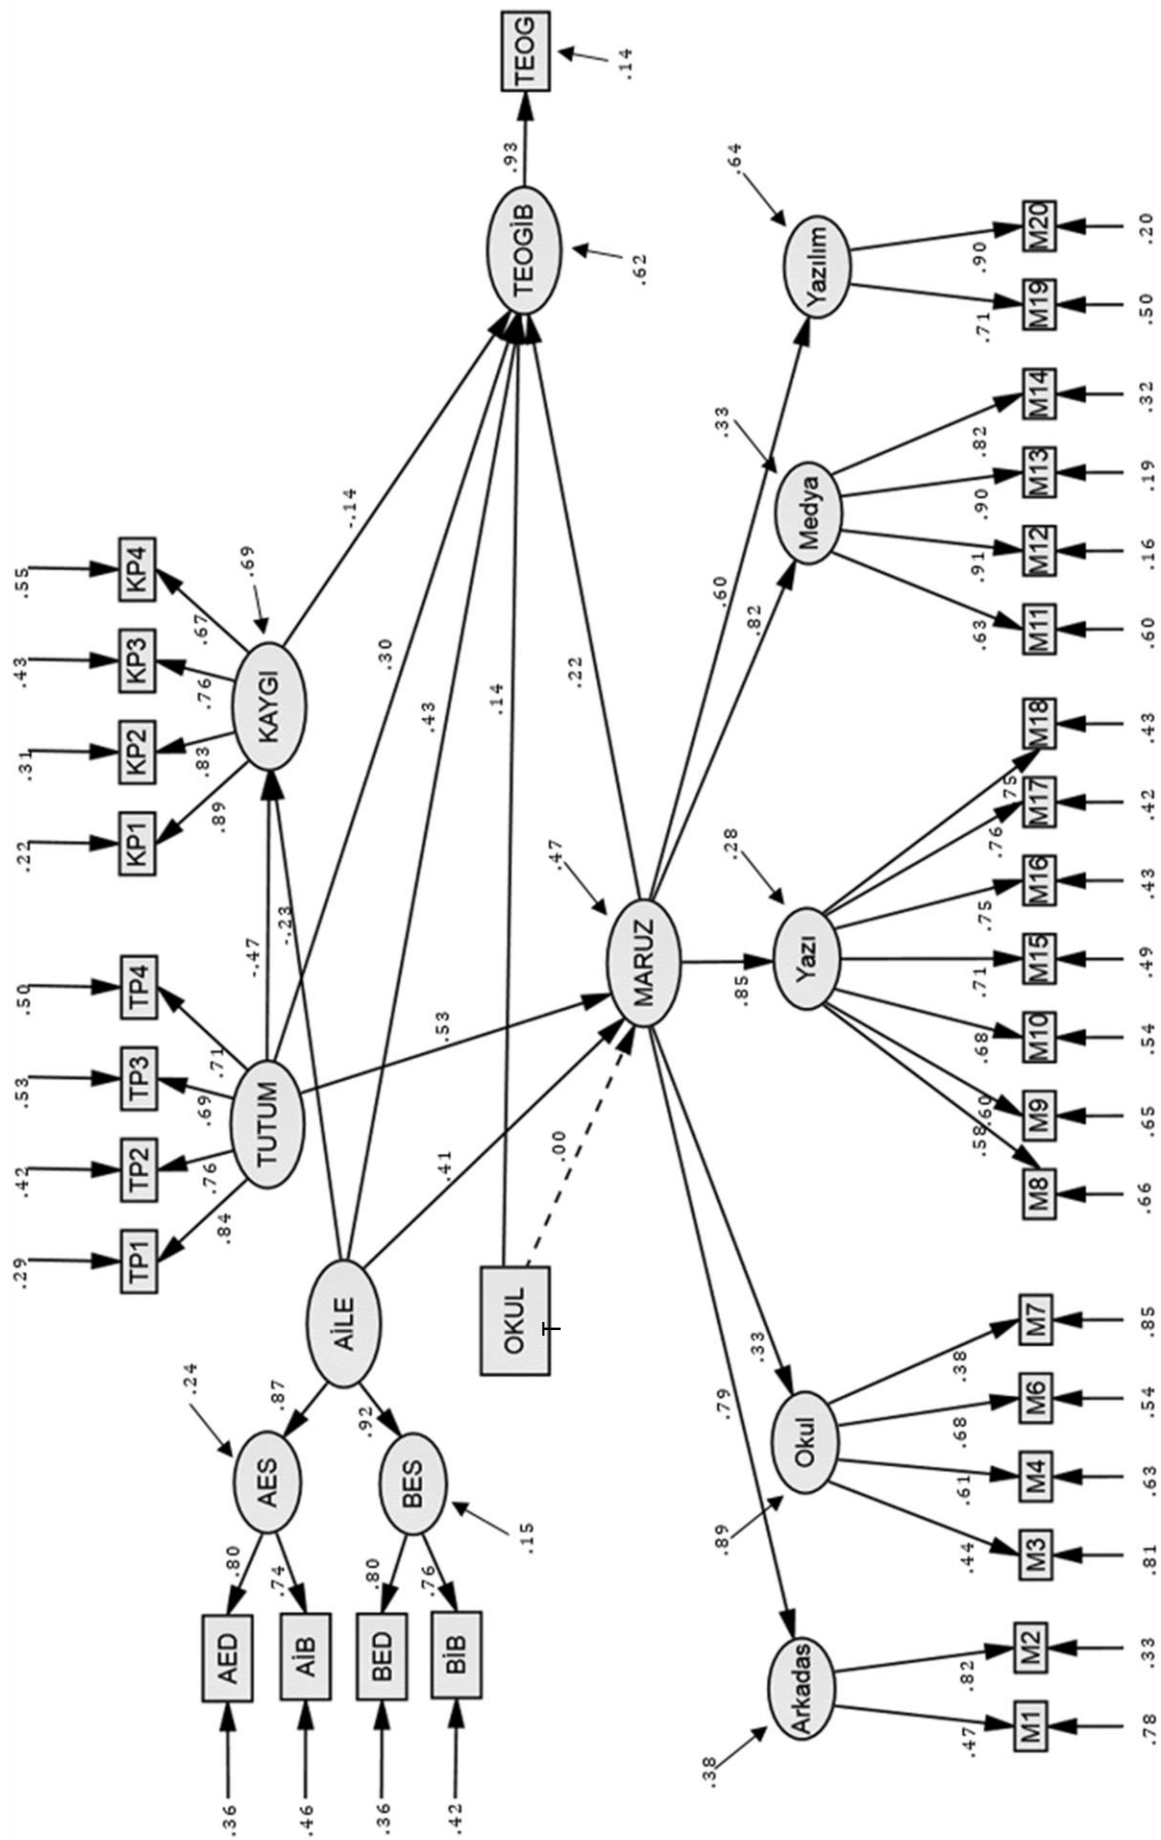 .36 AED .80
.46 AİB .74
.36 BED .80
.42 BİB .76
AES .24
BES .15
.87
.92
AİLE
OKUL
.29 TP1 .84
.42 TP2 .76
.53 TP3 .69
.50 TP4 .71
TUTUM
.22 KP1 .89
.31 KP2 .83
.43 KP3 .76
.55 KP4 .67
KAYGI .69
-.47
-.23
-.14
.30
.43
.14
.22
.53
.41
.00
TEOGİB .62
.93
TEOG .14
MARUZ .47
.79
.33
.85
.82
.60
Arkadas .38
.47 M1 .78
.82 M2 .33
Okul .89
.44 M3 .81
.61 M4 .63
.68 M6 .54
.38 M7 .85
Yazı .28
.58 M8 .66
.60 M9 .65
.68 M10 .54
.71 M15 .49
.75 M16 .43
.76 M17 .42
.75 M18 .43
Medya .33
.63 M11 .60
.91 M12 .16
.90 M13 .19
.82 M14 .32
Yazılım .64
.71 M19 .50
.90 M20 .20